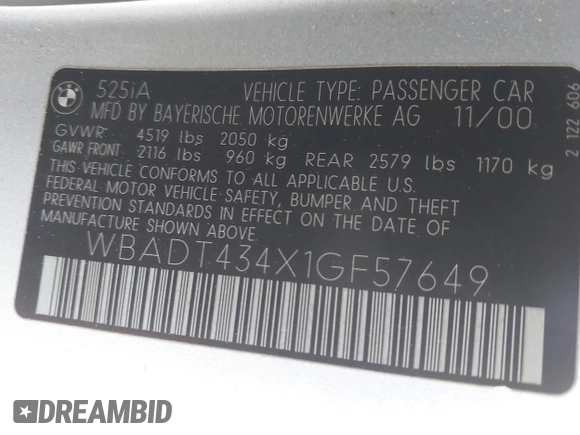 525iA VEHICLE TYPE: PASSENGER CAR
MFD BY BAYERISCHE MOTORENWERKE AG 11/00
GVWR: 4519 lbs 2050 kg
GAWR FRONT: 2116 lbs 960 kg REAR 2579 lbs 1170 kg
THIS VEHICLE CONFORMS TO ALL APPLICABLE U.S.
FEDERAL MOTOR VEHICLE SAFETY, BUMPER AND THEFT
PREVENTION STANDARDS IN EFFECT ON THE DATE OF
MANUFACTURE SHOWN ABOVE.
WBADT434X1GF57649
2 122 606
DREAMBID